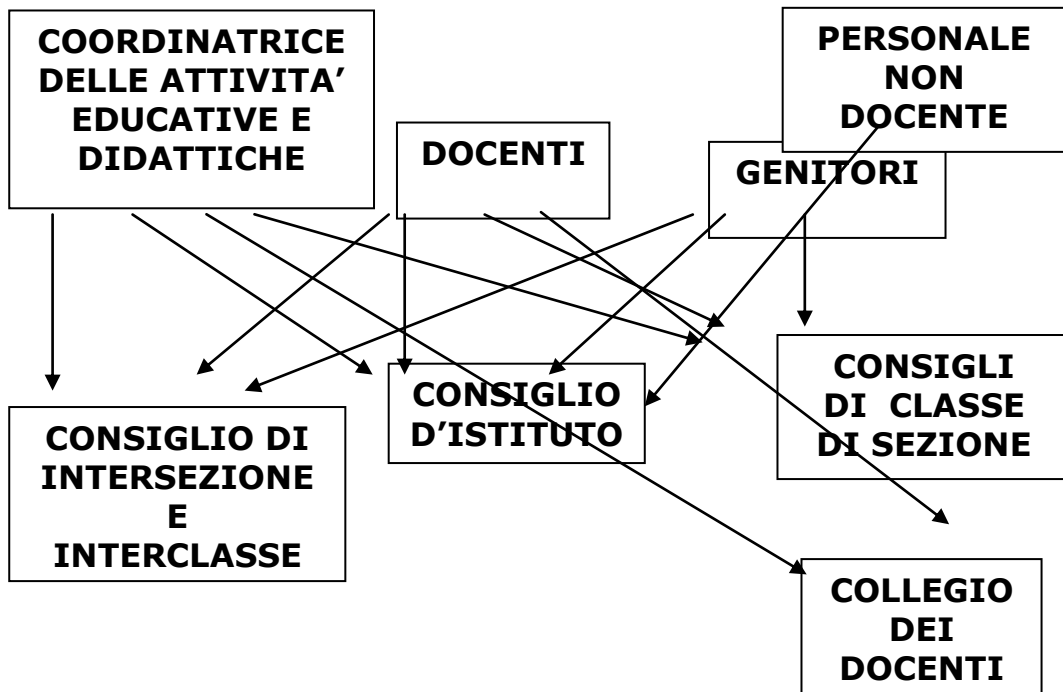 COORDINATRICE
DELLE ATTIVITA’
EDUCATIVE E
DIDATTICHE
DOCENTI
PERSONALE
NON
DOCENTE
GENITORI
CONSIGLIO DI
INTERSEZIONE
E
INTERCLASSE
CONSIGLIO
D’ISTITUTO
CONSIGLI
DI CLASSE
DI SEZIONE
COLLEGIO
DEI
DOCENTI